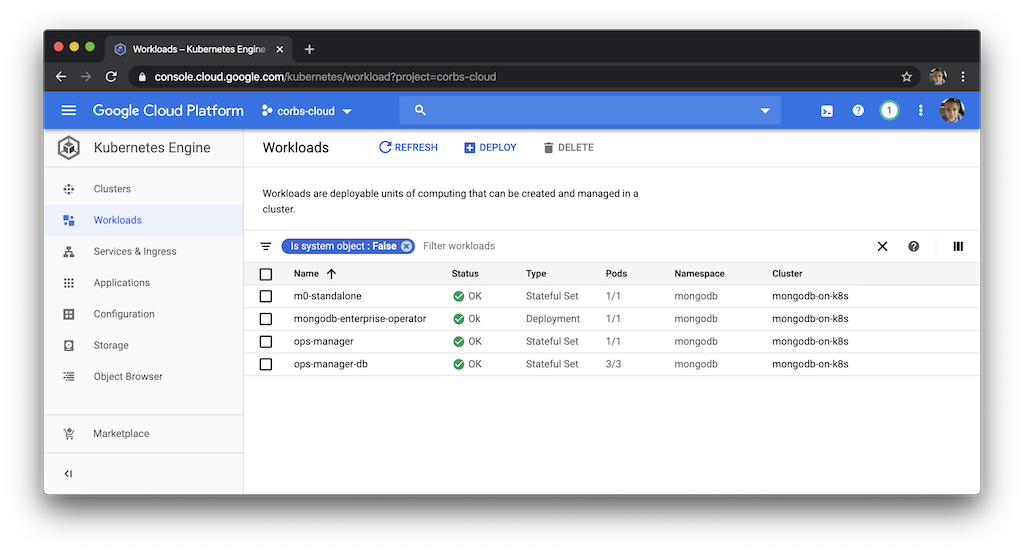 Workloads – Kubernetes Engine
console.cloud.google.com/kubernetes/workload?project=corbs-cloud
Google Cloud Platform corbs-cloud 1
Kubernetes Engine
Workloads REFRESH DEPLOY DELETE
Clusters
Workloads
Services & Ingress
Applications
Configuration
Storage
Object Browser
Marketplace
Workloads are deployable units of computing that can be created and managed in a
cluster.
Is system object : False Filter workloads
Name Status Type Pods Namespace Cluster
m0-standalone OK Stateful Set 1/1 mongodb mongodb-on-k8s
mongodb-enterprise-operator Ok Deployment 1/1 mongodb mongodb-on-k8s
ops-manager OK Stateful Set 1/1 mongodb mongodb-on-k8s
ops-manager-db OK Stateful Set 3/3 mongodb mongodb-on-k8s